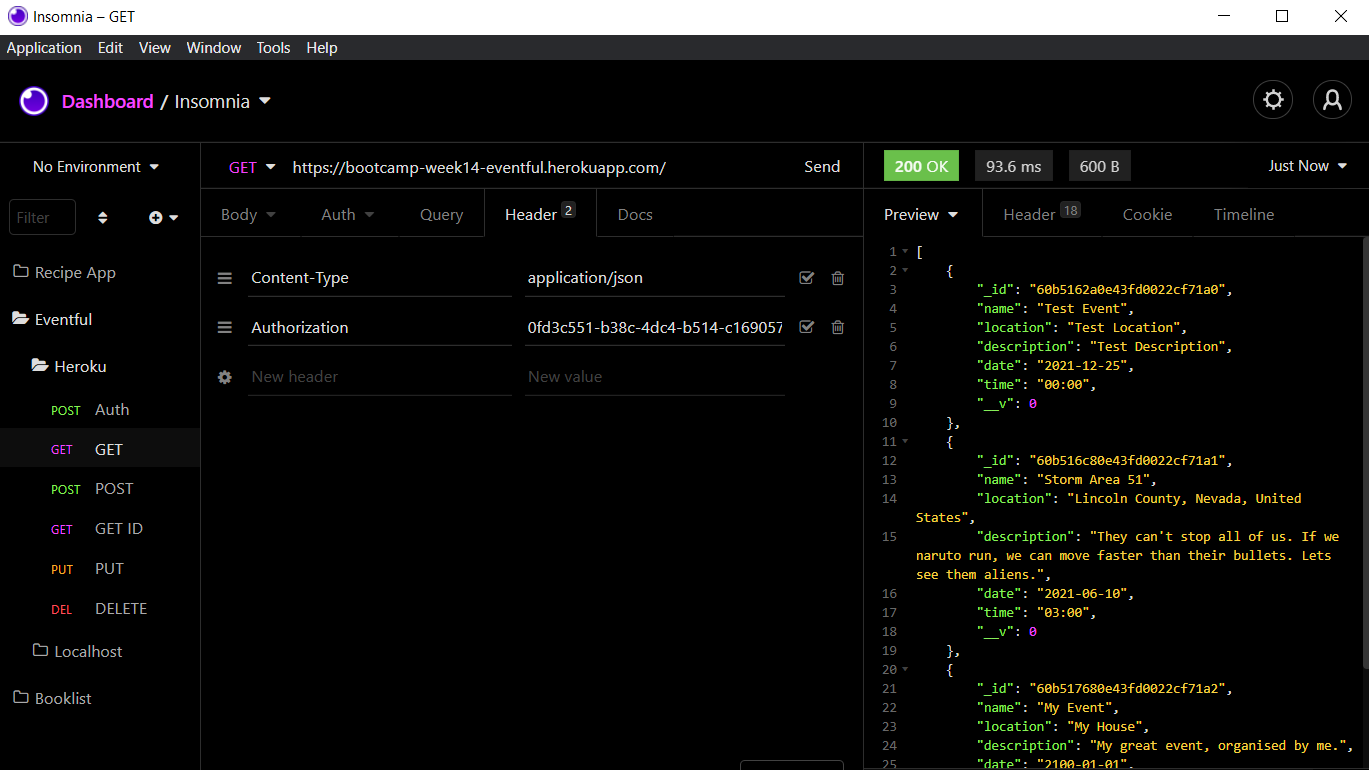 Insomnia – GET
Application Edit View Window Tools Help
Dashboard / Insomnia
No Environment
GET https://bootcamp-week14-eventful.herokuapp.com/ Send
200 OK 93.6 ms 600 B Just Now
Filter
Body Auth Query Header 2 Docs
Preview Header 18 Cookie Timeline
Recipe App
Eventful
Heroku
POST Auth
GET GET
POST POST
GET GET ID
PUT PUT
DEL DELETE
Localhost
Booklist
Content-Type application/json
Authorization 0fd3c551-b38c-4dc4-b514-c169057
New header New value
1 [
2 {
3 "_id": "60b5162a0e43fd0022cf71a0",
4 "name": "Test Event",
5 "location": "Test Location",
6 "description": "Test Description",
7 "date": "2021-12-25",
8 "time": "00:00",
9 "__v": 0
10 },
11 {
12 "_id": "60b516c80e43fd0022cf71a1",
13 "name": "Storm Area 51",
14 "location": "Lincoln County, Nevada, United
States",
15 "description": "They can't stop all of us. If we
naruto run, we can move faster than their bullets. Lets
see them aliens.",
16 "date": "2021-06-10",
17 "time": "03:00",
18 "__v": 0
19 },
20 {
21 "_id": "60b517680e43fd0022cf71a2",
22 "name": "My Event",
23 "location": "My House",
24 "description": "My great event, organised by me.",
25 "date": "2100-01-01",